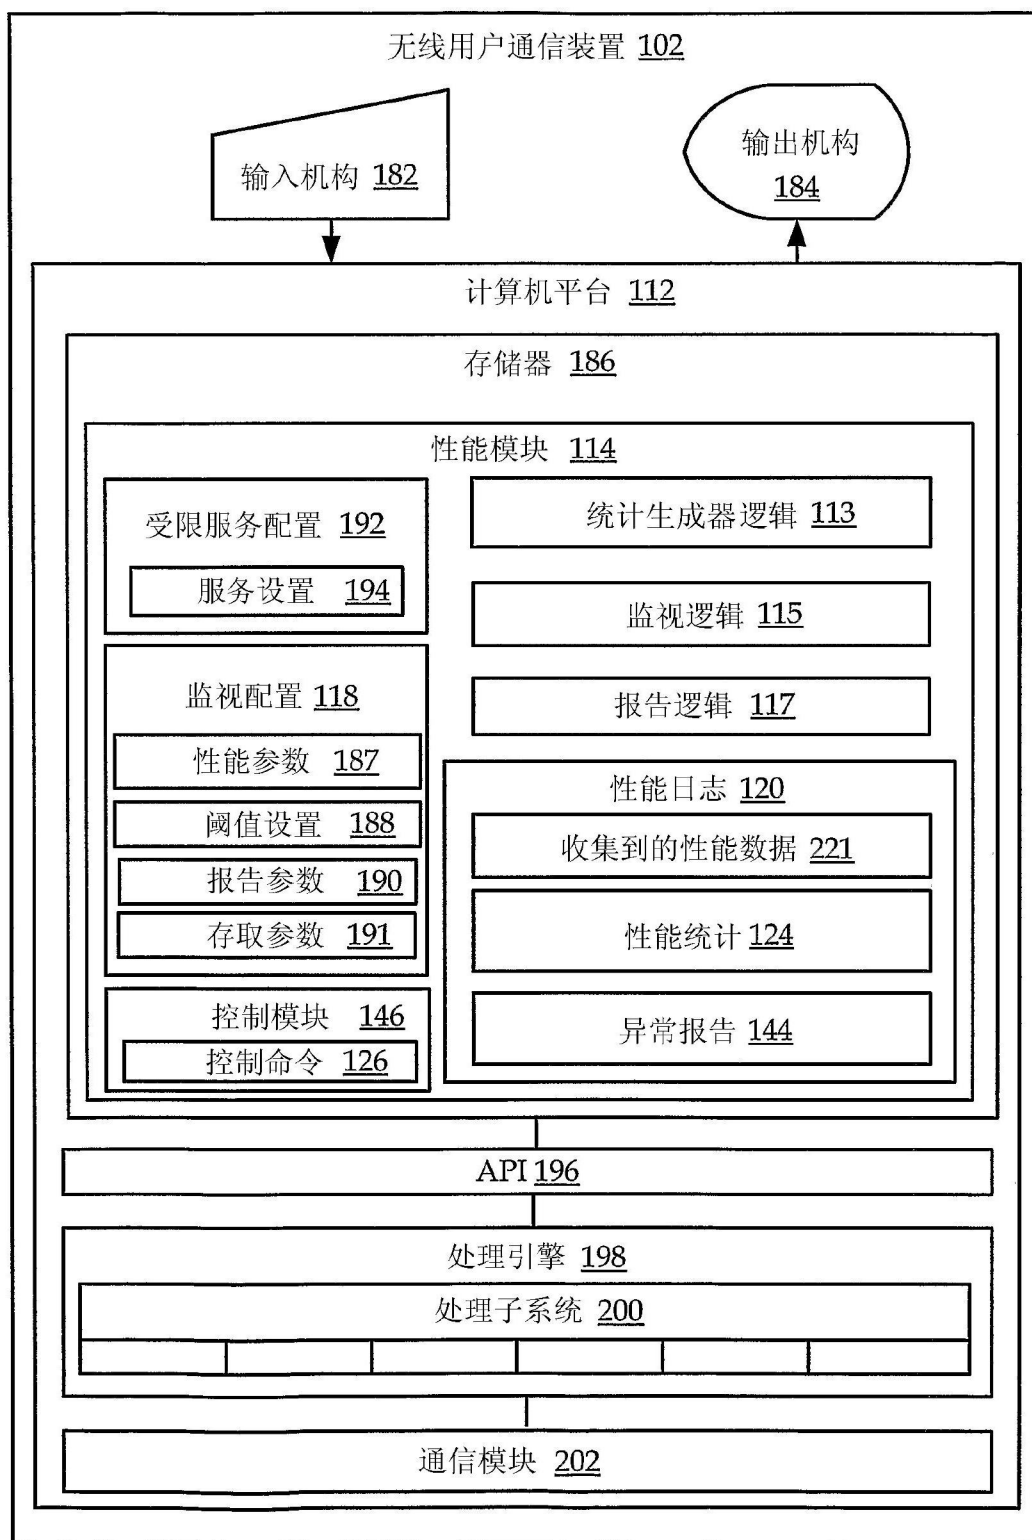 无线用户通信装置 102
输入机构 182
输出机构
184
计算机平台 112
存储器 186
性能模块 114
受限服务配置 192
服务设置 194
监视配置 118
性能参数 187
阈值设置 188
报告参数 190
存取参数 191
控制模块 146
控制命令 126
统计生成器逻辑 113
监视逻辑 115
报告逻辑 117
性能日志 120
收集到的性能数据 221
性能统计 124
异常报告 144
API 196
处理引擎 198
处理子系统 200
通信模块 202